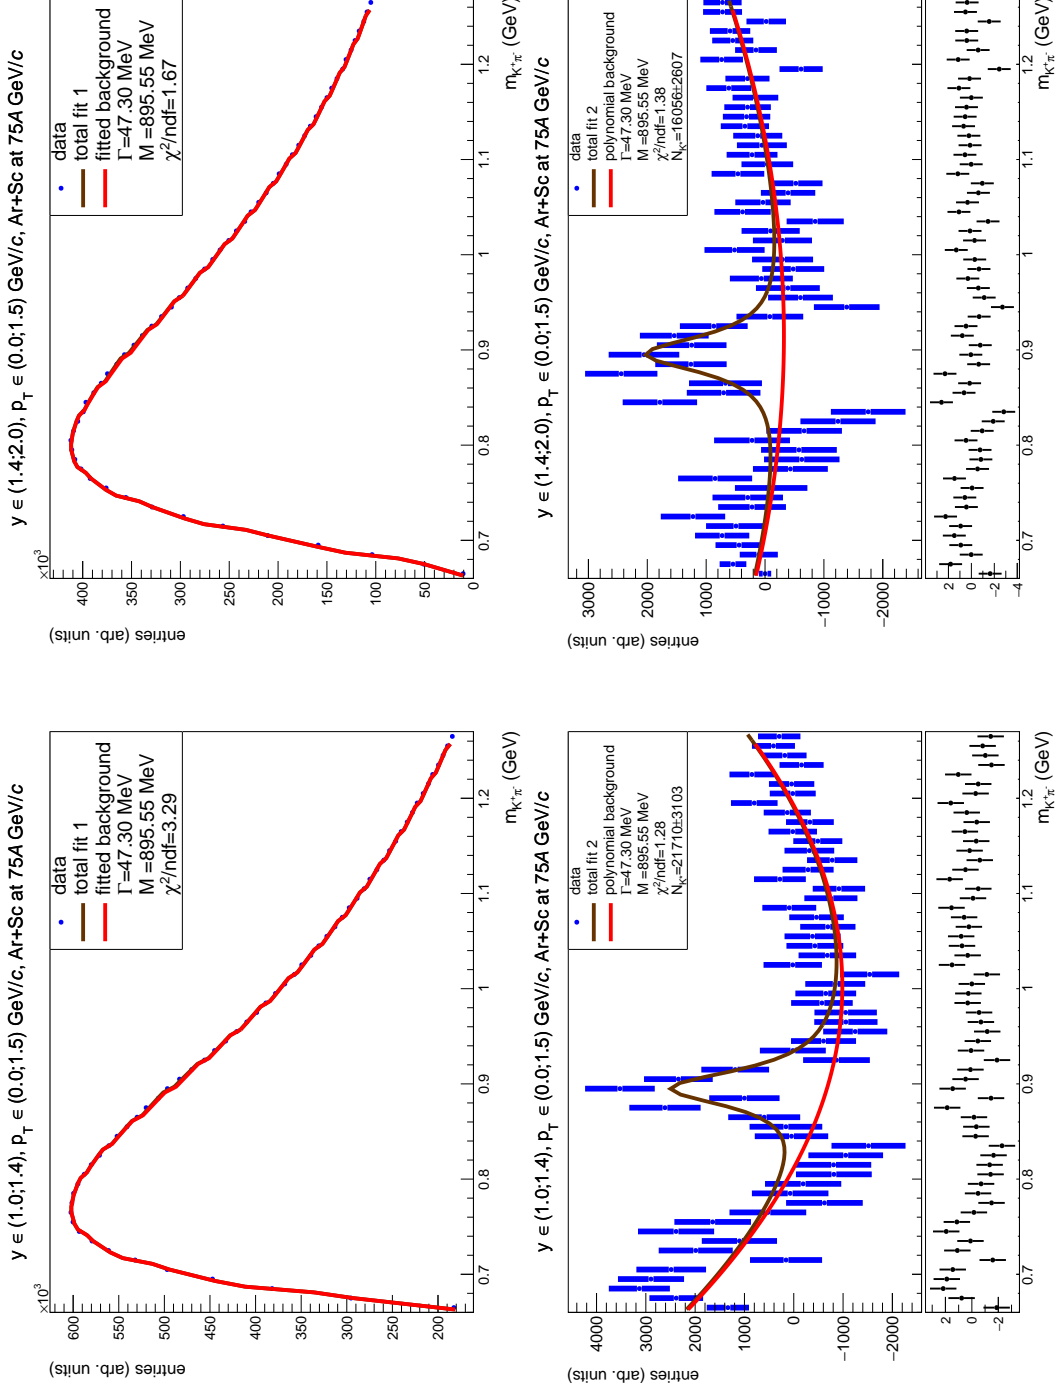 y ∈ (1.0;1.4), p_T ∈ (0.0;1.5) GeV/c, Ar+Sc at 75A GeV/c
×10³
entries (arb. units)
600
550
500
450
400
350
300
250
200
data
total fit 1
fitted background
Γ=47.30 MeV
M =895.55 MeV
χ²/ndf=3.29
0.7
0.8
0.9
1
1.1
1.2
m_K⁺π⁻ (GeV)
y ∈ (1.4;2.0), p_T ∈ (0.0;1.5) GeV/c, Ar+Sc at 75A GeV/c
×10³
entries (arb. units)
400
350
300
250
200
150
100
50
0
data
total fit 1
fitted background
Γ=47.30 MeV
M =895.55 MeV
χ²/ndf=1.67
0.7
0.8
0.9
1
1.1
1.2
m_K⁺π⁻ (GeV)
y ∈ (1.0;1.4), p_T ∈ (0.0;1.5) GeV/c, Ar+Sc at 75A GeV/c
entries (arb. units)
4000
3000
2000
1000
0
−1000
−2000
data
total fit 2
polynomial background
Γ=47.30 MeV
M =895.55 MeV
χ²/ndf=1.28
N_K*=21710±3103
2
0
−2
0.7
0.8
0.9
1
1.1
1.2
m_K⁺π⁻ (GeV)
y ∈ (1.4;2.0), p_T ∈ (0.0;1.5) GeV/c, Ar+Sc at 75A GeV/c
entries (arb. units)
3000
2000
1000
0
−1000
−2000
data
total fit 2
polynomial background
Γ=47.30 MeV
M =895.55 MeV
χ²/ndf=1.38
N_K*=16056±2607
2
0
−2
−4
0.7
0.8
0.9
1
1.1
1.2
m_K⁺π⁻ (GeV)